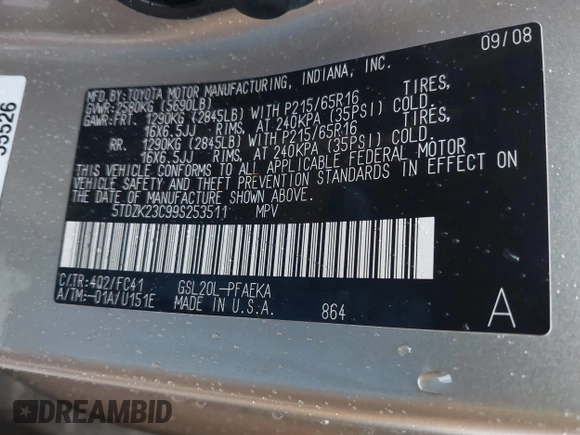 09/08
MFD.BY:TOYOTA MOTOR MANUFACTURING, INDIANA, INC.
GVWR:2580KG (5690LB)
GAWR:FRT. 1290KG (2845LB) WITH P215/65R16 TIRES,
16X6.5JJ RIMS, AT 240KPA (35PSI) COLD.
RR. 1290KG (2845LB) WITH P215/65R16 TIRES,
16X6.5JJ RIMS, AT 240KPA (35PSI) COLD.
THIS VEHICLE CONFORMS TO ALL APPLICABLE FEDERAL MOTOR
VEHICLE SAFETY AND THEFT PREVENTION STANDARDS IN EFFECT ON
THE DATE OF MANUFACTURE SHOWN ABOVE.
5TDZK23C99S253511 MPV
C/TR:4Q2/FC41 GSL20L-PFAEKA
A/TM:-01A/U151E MADE IN U.S.A. 864
A
DREAMBID